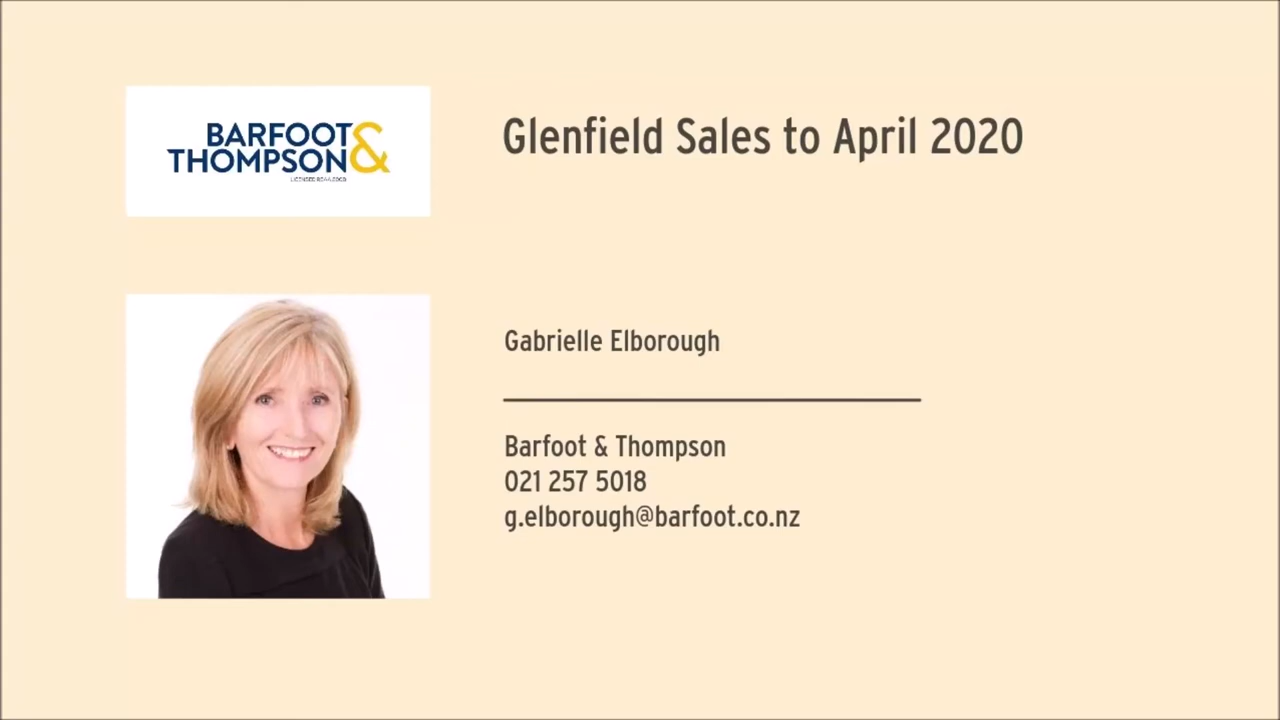 BARFOOT &
THOMPSON
Glenfield Sales to April 2020
Gabrielle Elborough
Barfoot & Thompson
021 257 5018
g.elborough@barfoot.co.nz